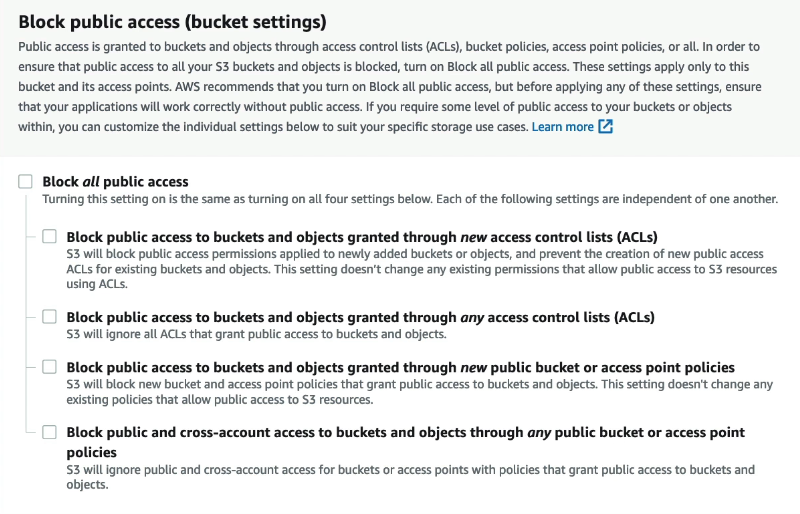 Block public access (bucket settings)
Public access is granted to buckets and objects through access control lists (ACLs), bucket policies, access point policies, or all. In order to
ensure that public access to all your S3 buckets and objects is blocked, turn on Block all public access. These settings apply only to this
bucket and its access points. AWS recommends that you turn on Block all public access, but before applying any of these settings, ensure
that your applications will work correctly without public access. If you require some level of public access to your buckets or objects
within, you can customize the individual settings below to suit your specific storage use cases. Learn more
Block all public access
Turning this setting on is the same as turning on all four settings below. Each of the following settings are independent of one another.
Block public access to buckets and objects granted through new access control lists (ACLs)
S3 will block public access permissions applied to newly added buckets or objects, and prevent the creation of new public access
ACLs for existing buckets and objects. This setting doesn't change any existing permissions that allow public access to S3 resources
using ACLs.
Block public access to buckets and objects granted through any access control lists (ACLs)
S3 will ignore all ACLs that grant public access to buckets and objects.
Block public access to buckets and objects granted through new public bucket or access point policies
S3 will block new bucket and access point policies that grant public access to buckets and objects. This setting doesn't change any
existing policies that allow public access to S3 resources.
Block public and cross-account access to buckets and objects through any public bucket or access point
policies
S3 will ignore public and cross-account access for buckets or access points with policies that grant public access to buckets and
objects.